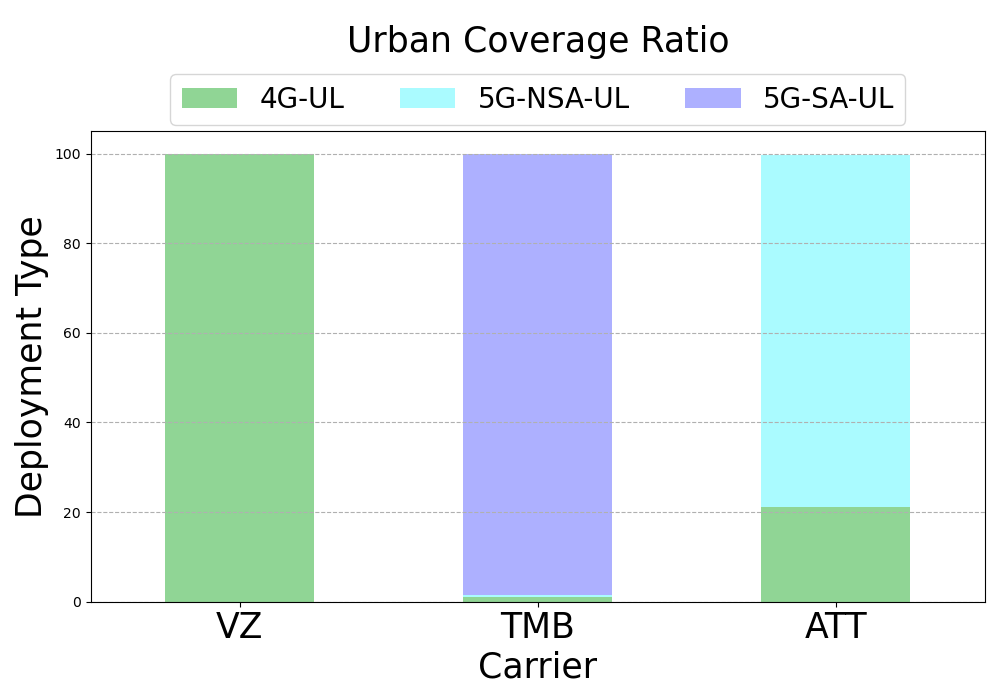 Urban Coverage Ratio
4G-UL 5G-NSA-UL 5G-SA-UL
Deployment Type
100
80
60
40
20
0
VZ TMB ATT
Carrier